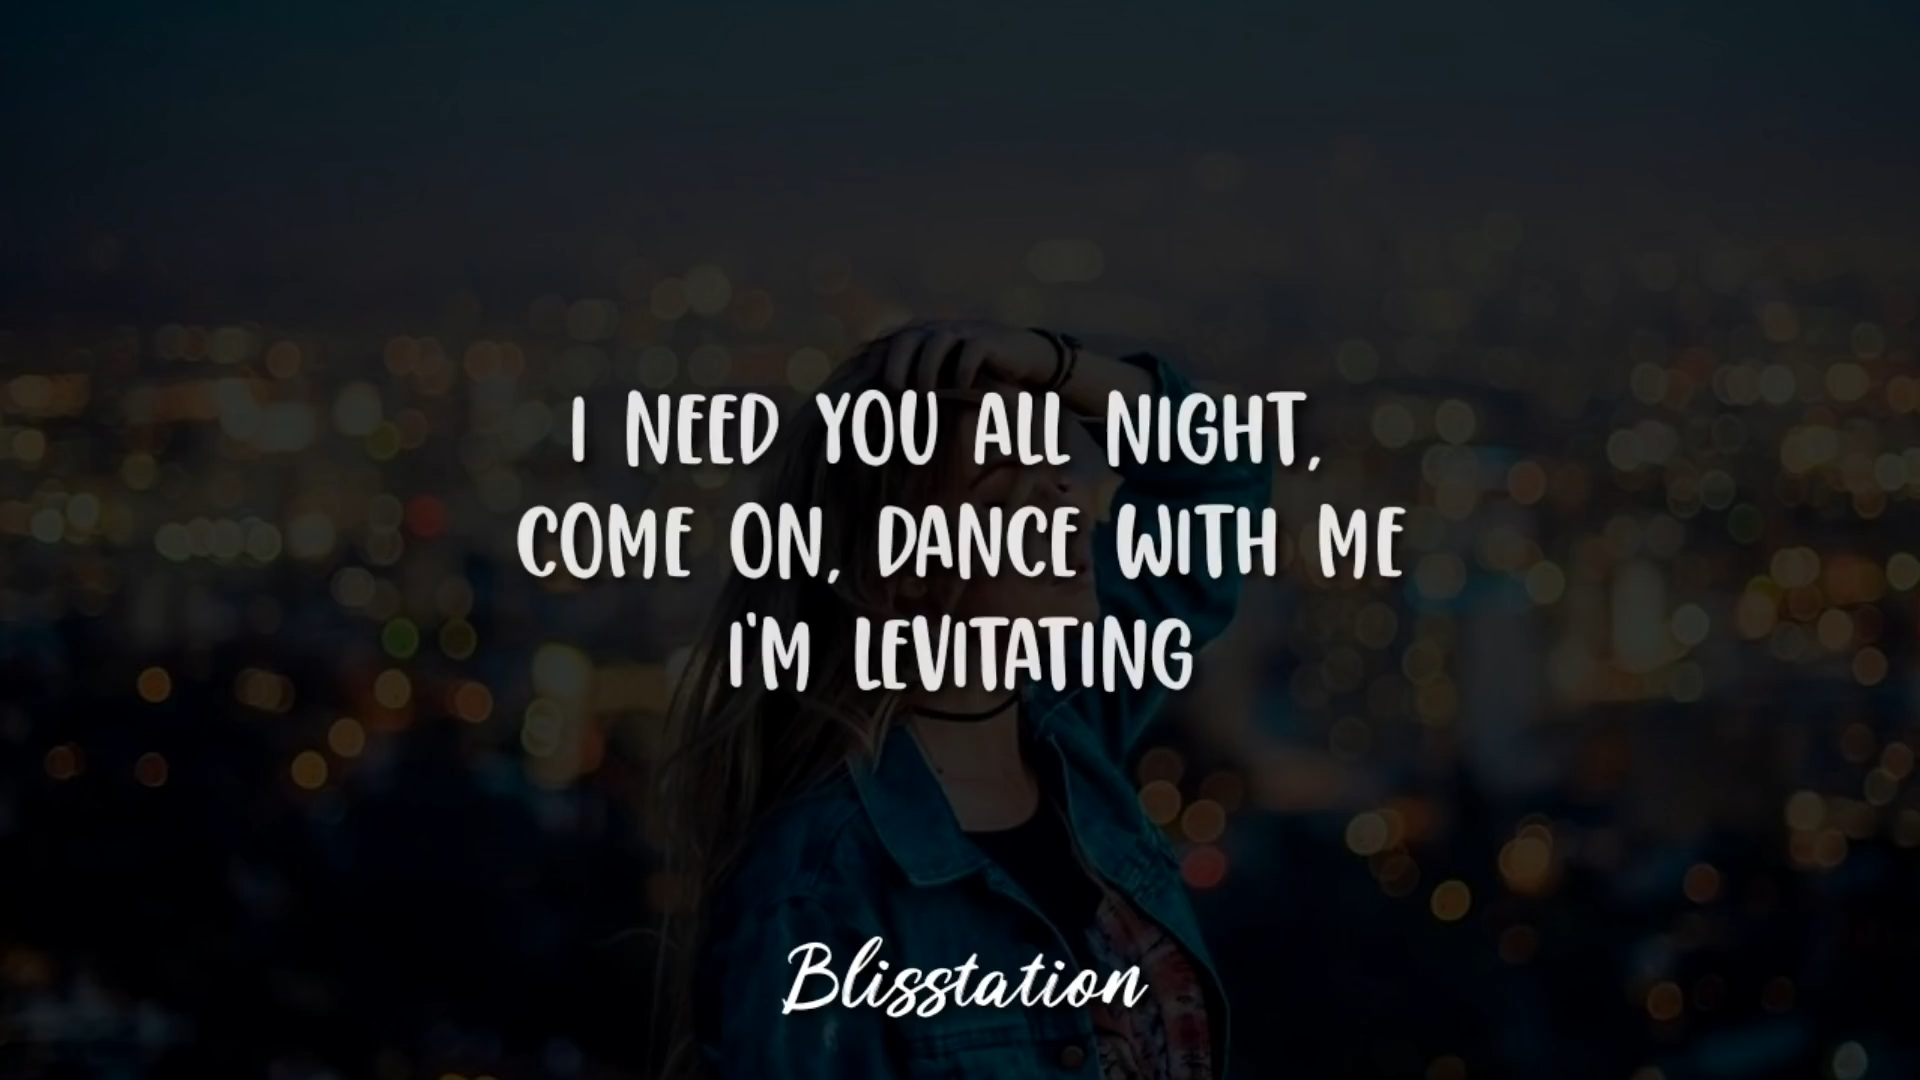 I NEED YOU ALL NIGHT,
COME ON, DANCE WITH ME
I'M LEVITATING
Blisstation